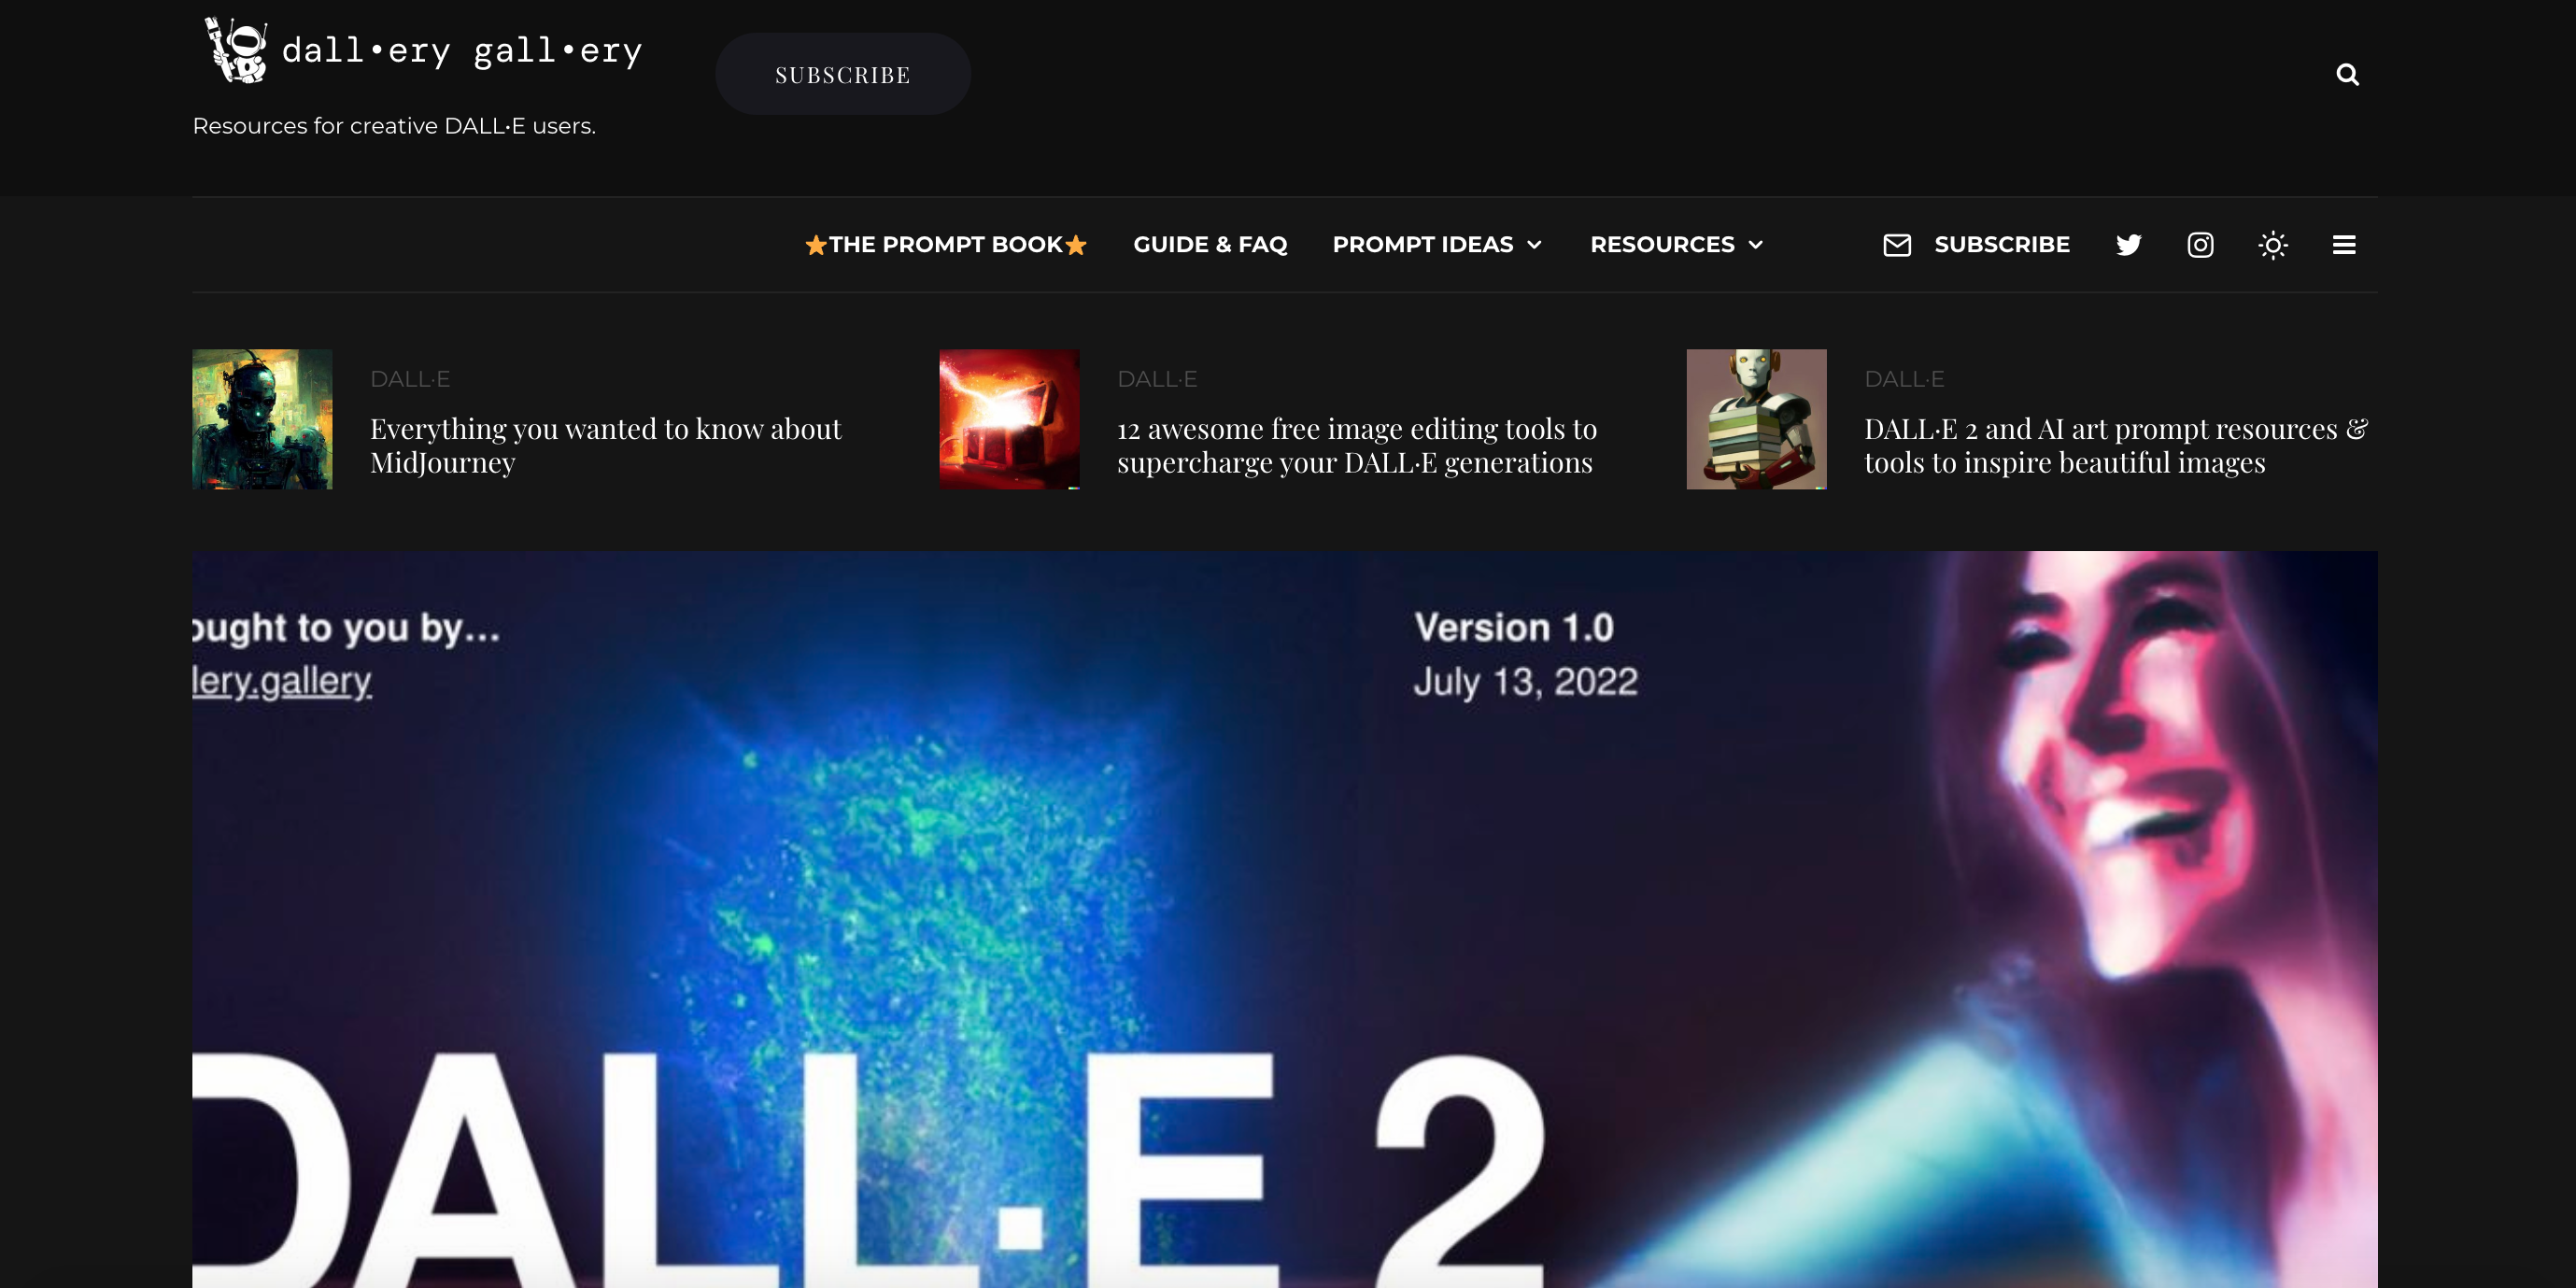 dall•ery gall•ery
SUBSCRIBE
Resources for creative DALL•E users.
THE PROMPT BOOK
GUIDE & FAQ
PROMPT IDEAS
RESOURCES
SUBSCRIBE
DALL·E
Everything you wanted to know about
MidJourney
DALL·E
12 awesome free image editing tools to
supercharge your DALL·E generations
DALL·E
DALL·E 2 and AI art prompt resources &
tools to inspire beautiful images
ought to you by...
lery.gallery
Version 1.0
July 13, 2022
DALL·E 2